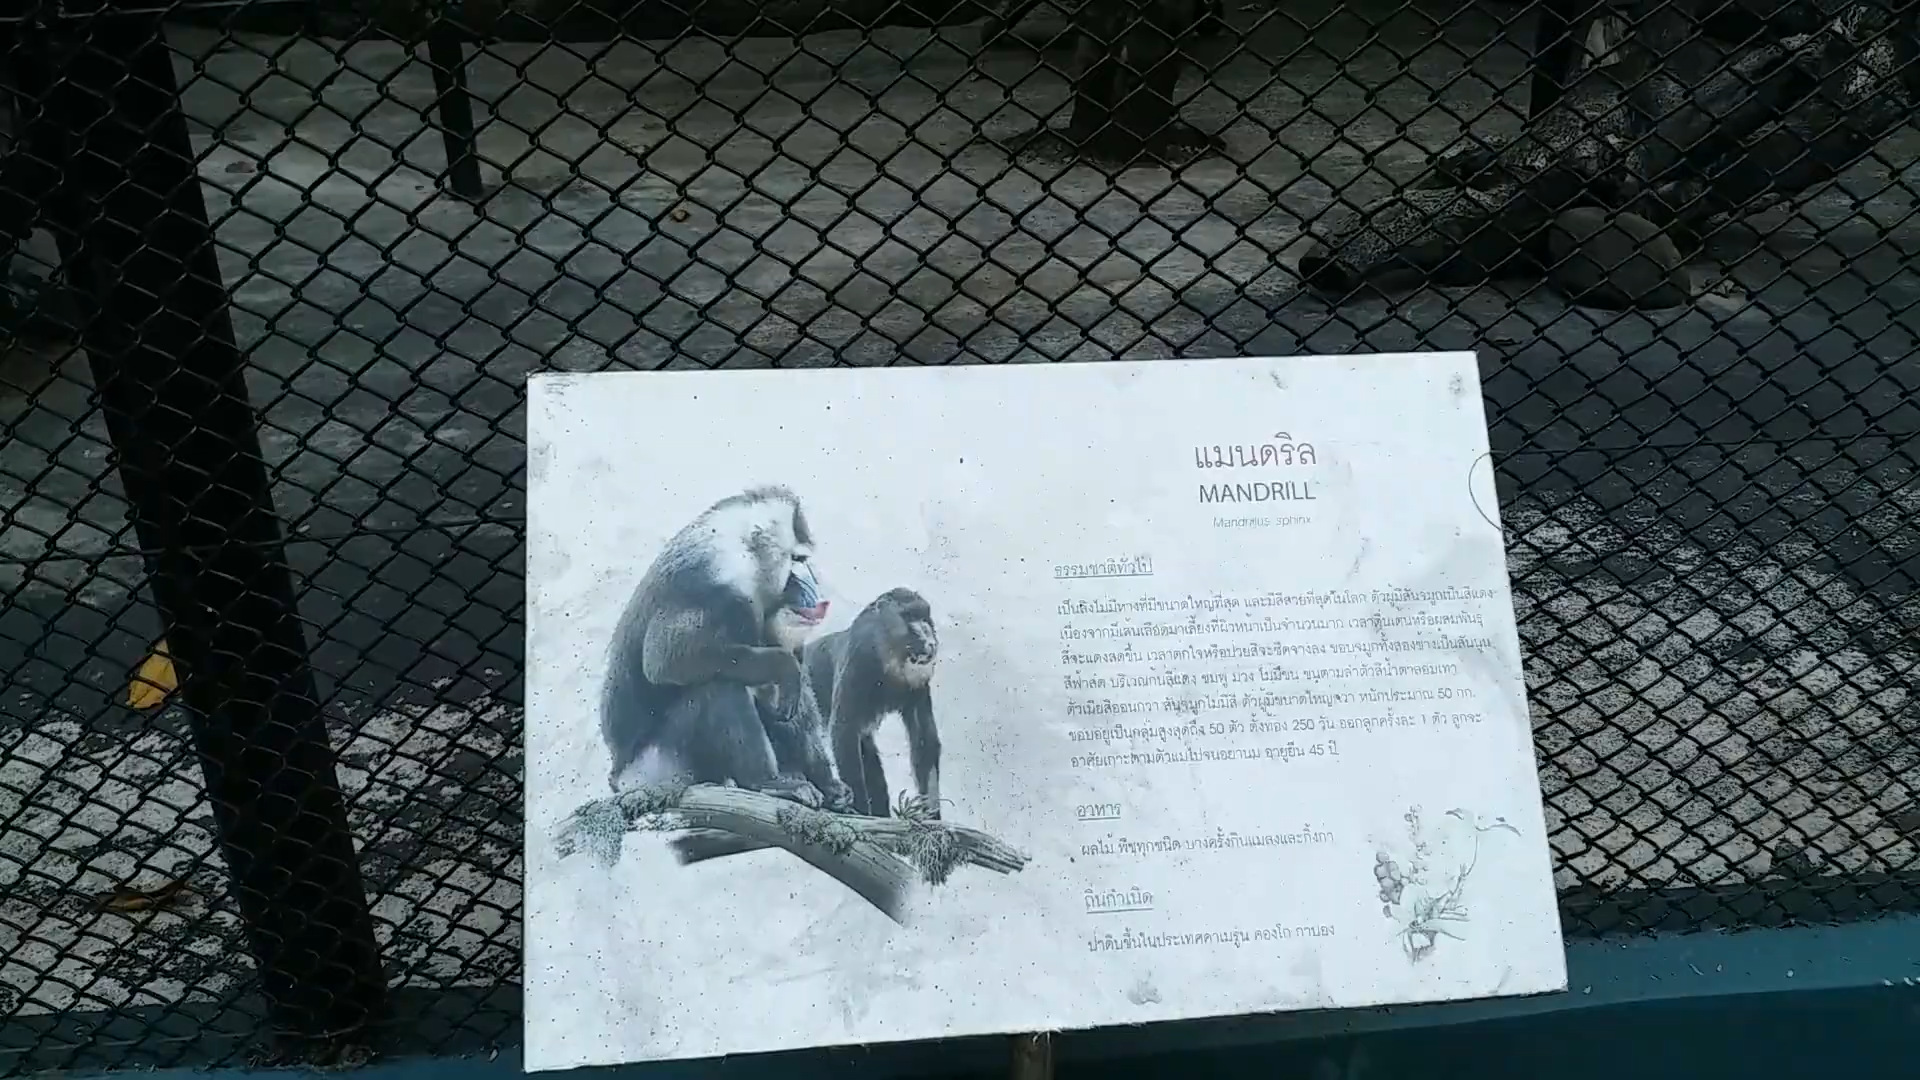 แมนดริล
MANDRILL
Mandrillus sphinx
ธรรมชาติทั่วไป
เป็นลิงไม่มีหางที่มีขนาดใหญ่ที่สุด และมีสีสวยที่สุดในโลก ตัวผู้มีสันจมูกเป็นสีแดง
เนื่องจากมีเส้นเลือดมาเลี้ยงที่ผิวหน้าเป็นจำนวนมาก เวลาตื่นเต้นหรือผสมพันธุ์
สีจะแดงสดขึ้น เวลาตกใจหรือป่วยสีจะซีดจางลง ขอบจมูกทั้งสองข้างเป็นสันนูน
สีฟ้าสด บริเวณก้นสีแดง ชมพู ม่วง ไม่มีขน ขนตามลำตัวสีน้ำตาลอมเทา
ตัวเมียสีอ่อนกว่า สันจมูกไม่มีสี ตัวผู้มีขนาดใหญ่กว่า หนักประมาณ 50 กก.
ชอบอยู่เป็นกลุ่มสูงสุดถึง 50 ตัว ตั้งท้อง 250 วัน ออกลูกครั้งละ 1 ตัว ลูกจะ
อาศัยเกาะตามตัวแม่ไปจนอย่านม อายุยืน 45 ปี
อาหาร
ผลไม้ พืชทุกชนิด บางครั้งกินแมลงและกิ้งก่า
ถิ่นกำเนิด
ป่าดิบชื้นในประเทศคาเมรูน คองโก กาบอง